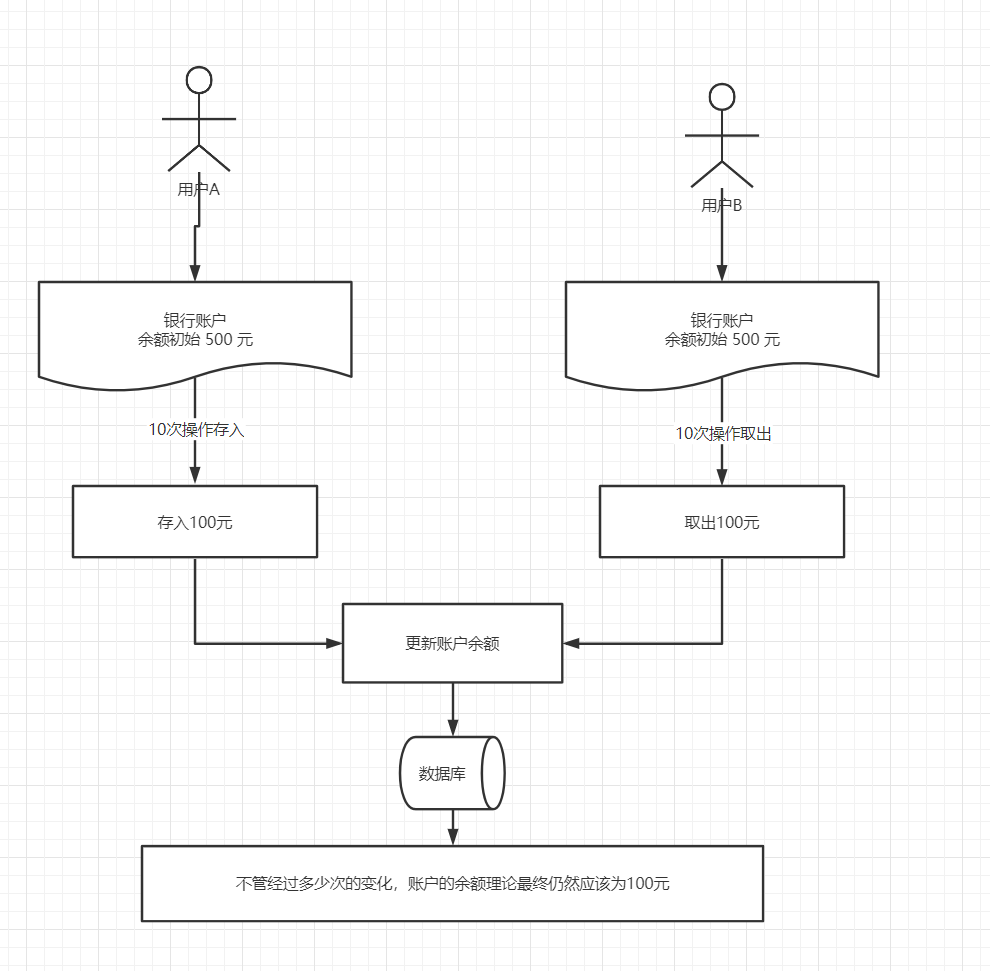 用户A
用户B
银行账户
余额初始 500 元
银行账户
余额初始 500 元
10次操作存入
10次操作取出
存入100元
取出100元
更新账户余额
数据库
不管经过多少次的变化，账户的余额理论最终仍然应该为100元